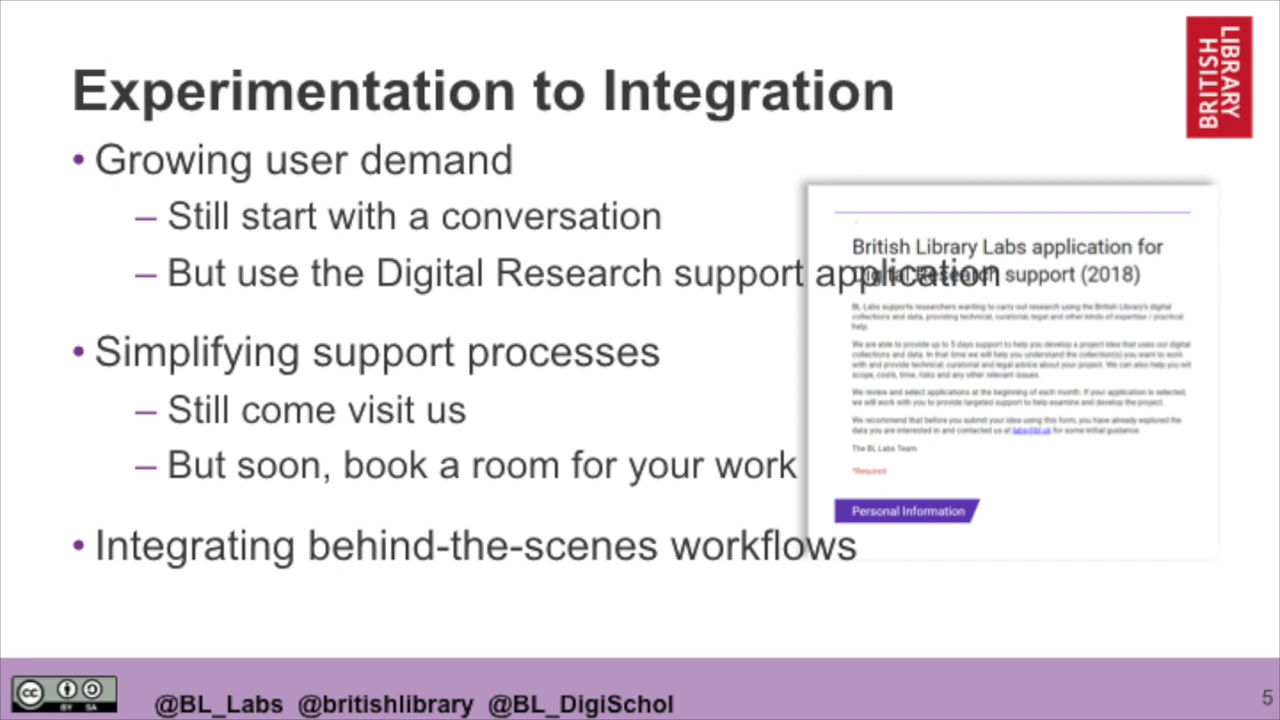 Experimentation to Integration
BRITISH
LIBRARY
• Growing user demand
– Still start with a conversation
– But use the Digital Research support application
• Simplifying support processes
– Still come visit us
– But soon, book a room for your work
• Integrating behind-the-scenes workflows
British Library Labs application for
Digital Research support (2018)
BL Labs supports researchers wanting to carry out research using the British Library's digital
collections and data, providing technical, curatorial, legal and other kinds of expertise / practical
help.
We are able to provide up to 5 days support to help you develop a project idea that uses our digital
collections and data. In that time we will help you understand the collection(s) you want to work
with and provide technical, curatorial and legal advice about your project. We can also help you wit
scope, costs, time, risks and any other relevant issues.
We review and select applications at the beginning of each month. If your application is selected,
we will work with you to provide targeted support to help examine and develop the project.
We recommend that before you submit your idea using this form, you have already explored the
data you are interested in and contacted us at labs@bl.uk for some initial guidance.
The BL Labs Team
*Required
Personal Information
cc BY SA
@BL_Labs @britishlibrary @BL_DigiSchol
5